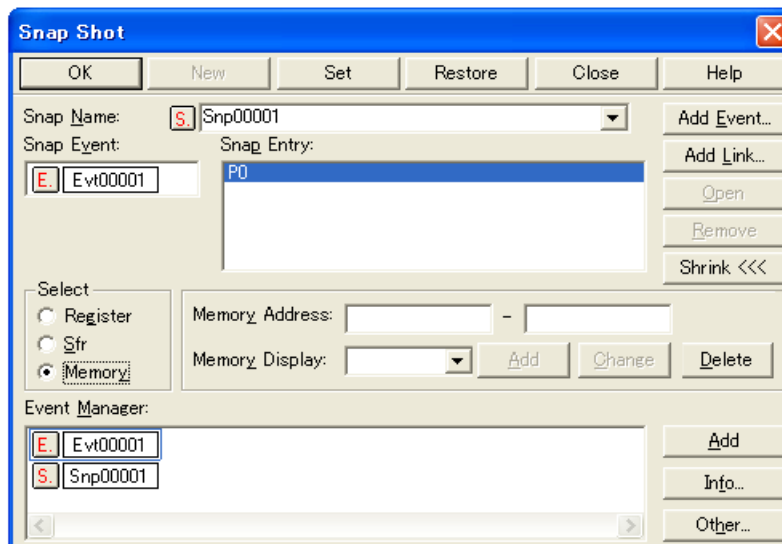 Snap Shot
OK New Set Restore Close Help
Snap Name: S. Snp00001 Add Event...
Snap Event: Snap Entry:
E. Evt00001 P0 Add Link...
Open
Remove
Shrink <<<
Select
Register Memory Address: -
Sfr
Memory Memory Display: Add Change Delete
Event Manager:
E. Evt00001 Add
S. Snp00001 Info...
Other...